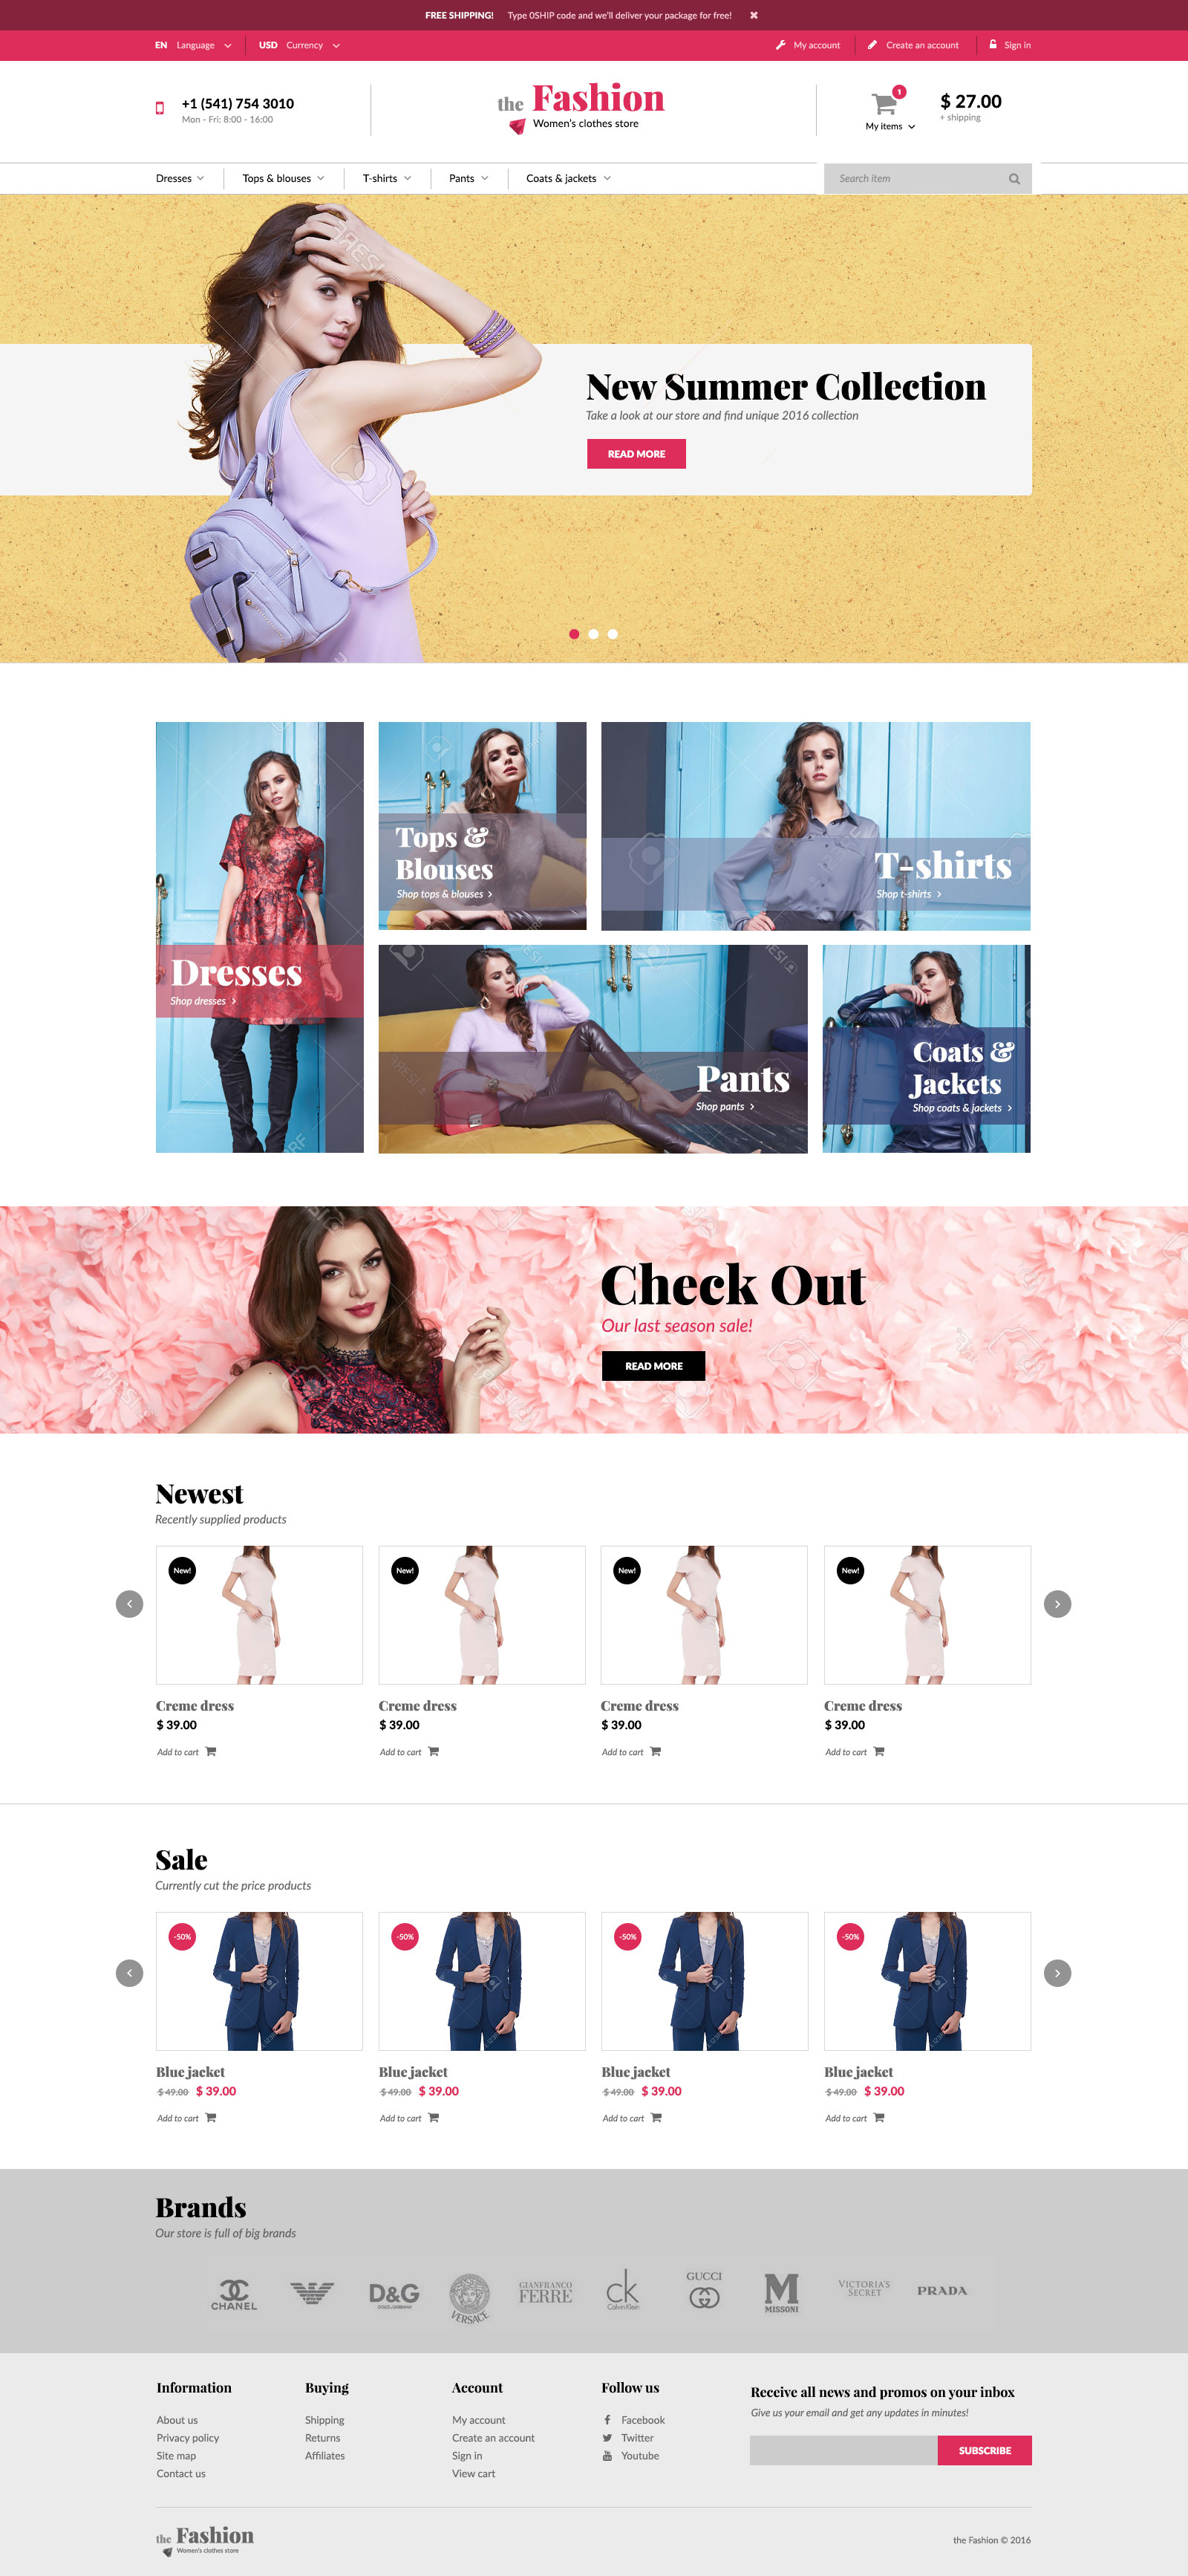 FREE SHIPPING! Type 0SHIP code and we'll deliver your package for free!
EN Language USD Currency My account Create an account Sign in
+1 (541) 754 3010
Mon - Fri: 8:00 - 16:00
the Fashion
Women's clothes store
1
My items
$ 27.00
+ shipping
Dresses Tops & blouses T-shirts Pants Coats & jackets Search item
New Summer Collection
Take a look at our store and find unique 2016 collection
READ MORE
Tops &
Blouses
Shop tops & blouses
T-shirts
Shop t-shirts
Dresses
Shop dresses
Pants
Shop pants
Coats &
Jackets
Shop coats & jackets
Check Out
Our last season sale!
READ MORE
Newest
Recently supplied products
New! New! New! New!
Creme dress Creme dress Creme dress Creme dress
$ 39.00 $ 39.00 $ 39.00 $ 39.00
Add to cart Add to cart Add to cart Add to cart
Sale
Currently cut the price products
-50% -50% -50% -50%
Blue jacket Blue jacket Blue jacket Blue jacket
$ 49.00 $ 39.00 $ 49.00 $ 39.00 $ 49.00 $ 39.00 $ 49.00 $ 39.00
Add to cart Add to cart Add to cart Add to cart
Brands
Our store is full of big brands
CHANEL
D&G
DOLCE & GABBANA
VERSACE
GIANFRANCO
FERRE
ck
Calvin Klein
GUCCI
M
MISSONI
VICTORIA'S
SECRET
PRADA
Information
About us
Privacy policy
Site map
Contact us
Buying
Shipping
Returns
Affiliates
Account
My account
Create an account
Sign in
View cart
Follow us
Facebook
Twitter
Youtube
Receive all news and promos on your inbox
Give us your email and get any updates in minutes!
SUBSCRIBE
the Fashion
Women's clothes store
the Fashion © 2016